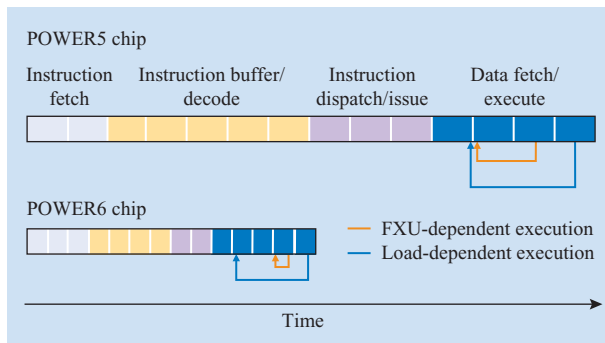 POWER5 chip
Instruction fetch
Instruction buffer/ decode
Instruction dispatch/issue
Data fetch/ execute
POWER6 chip
FXU-dependent execution
Load-dependent execution
Time